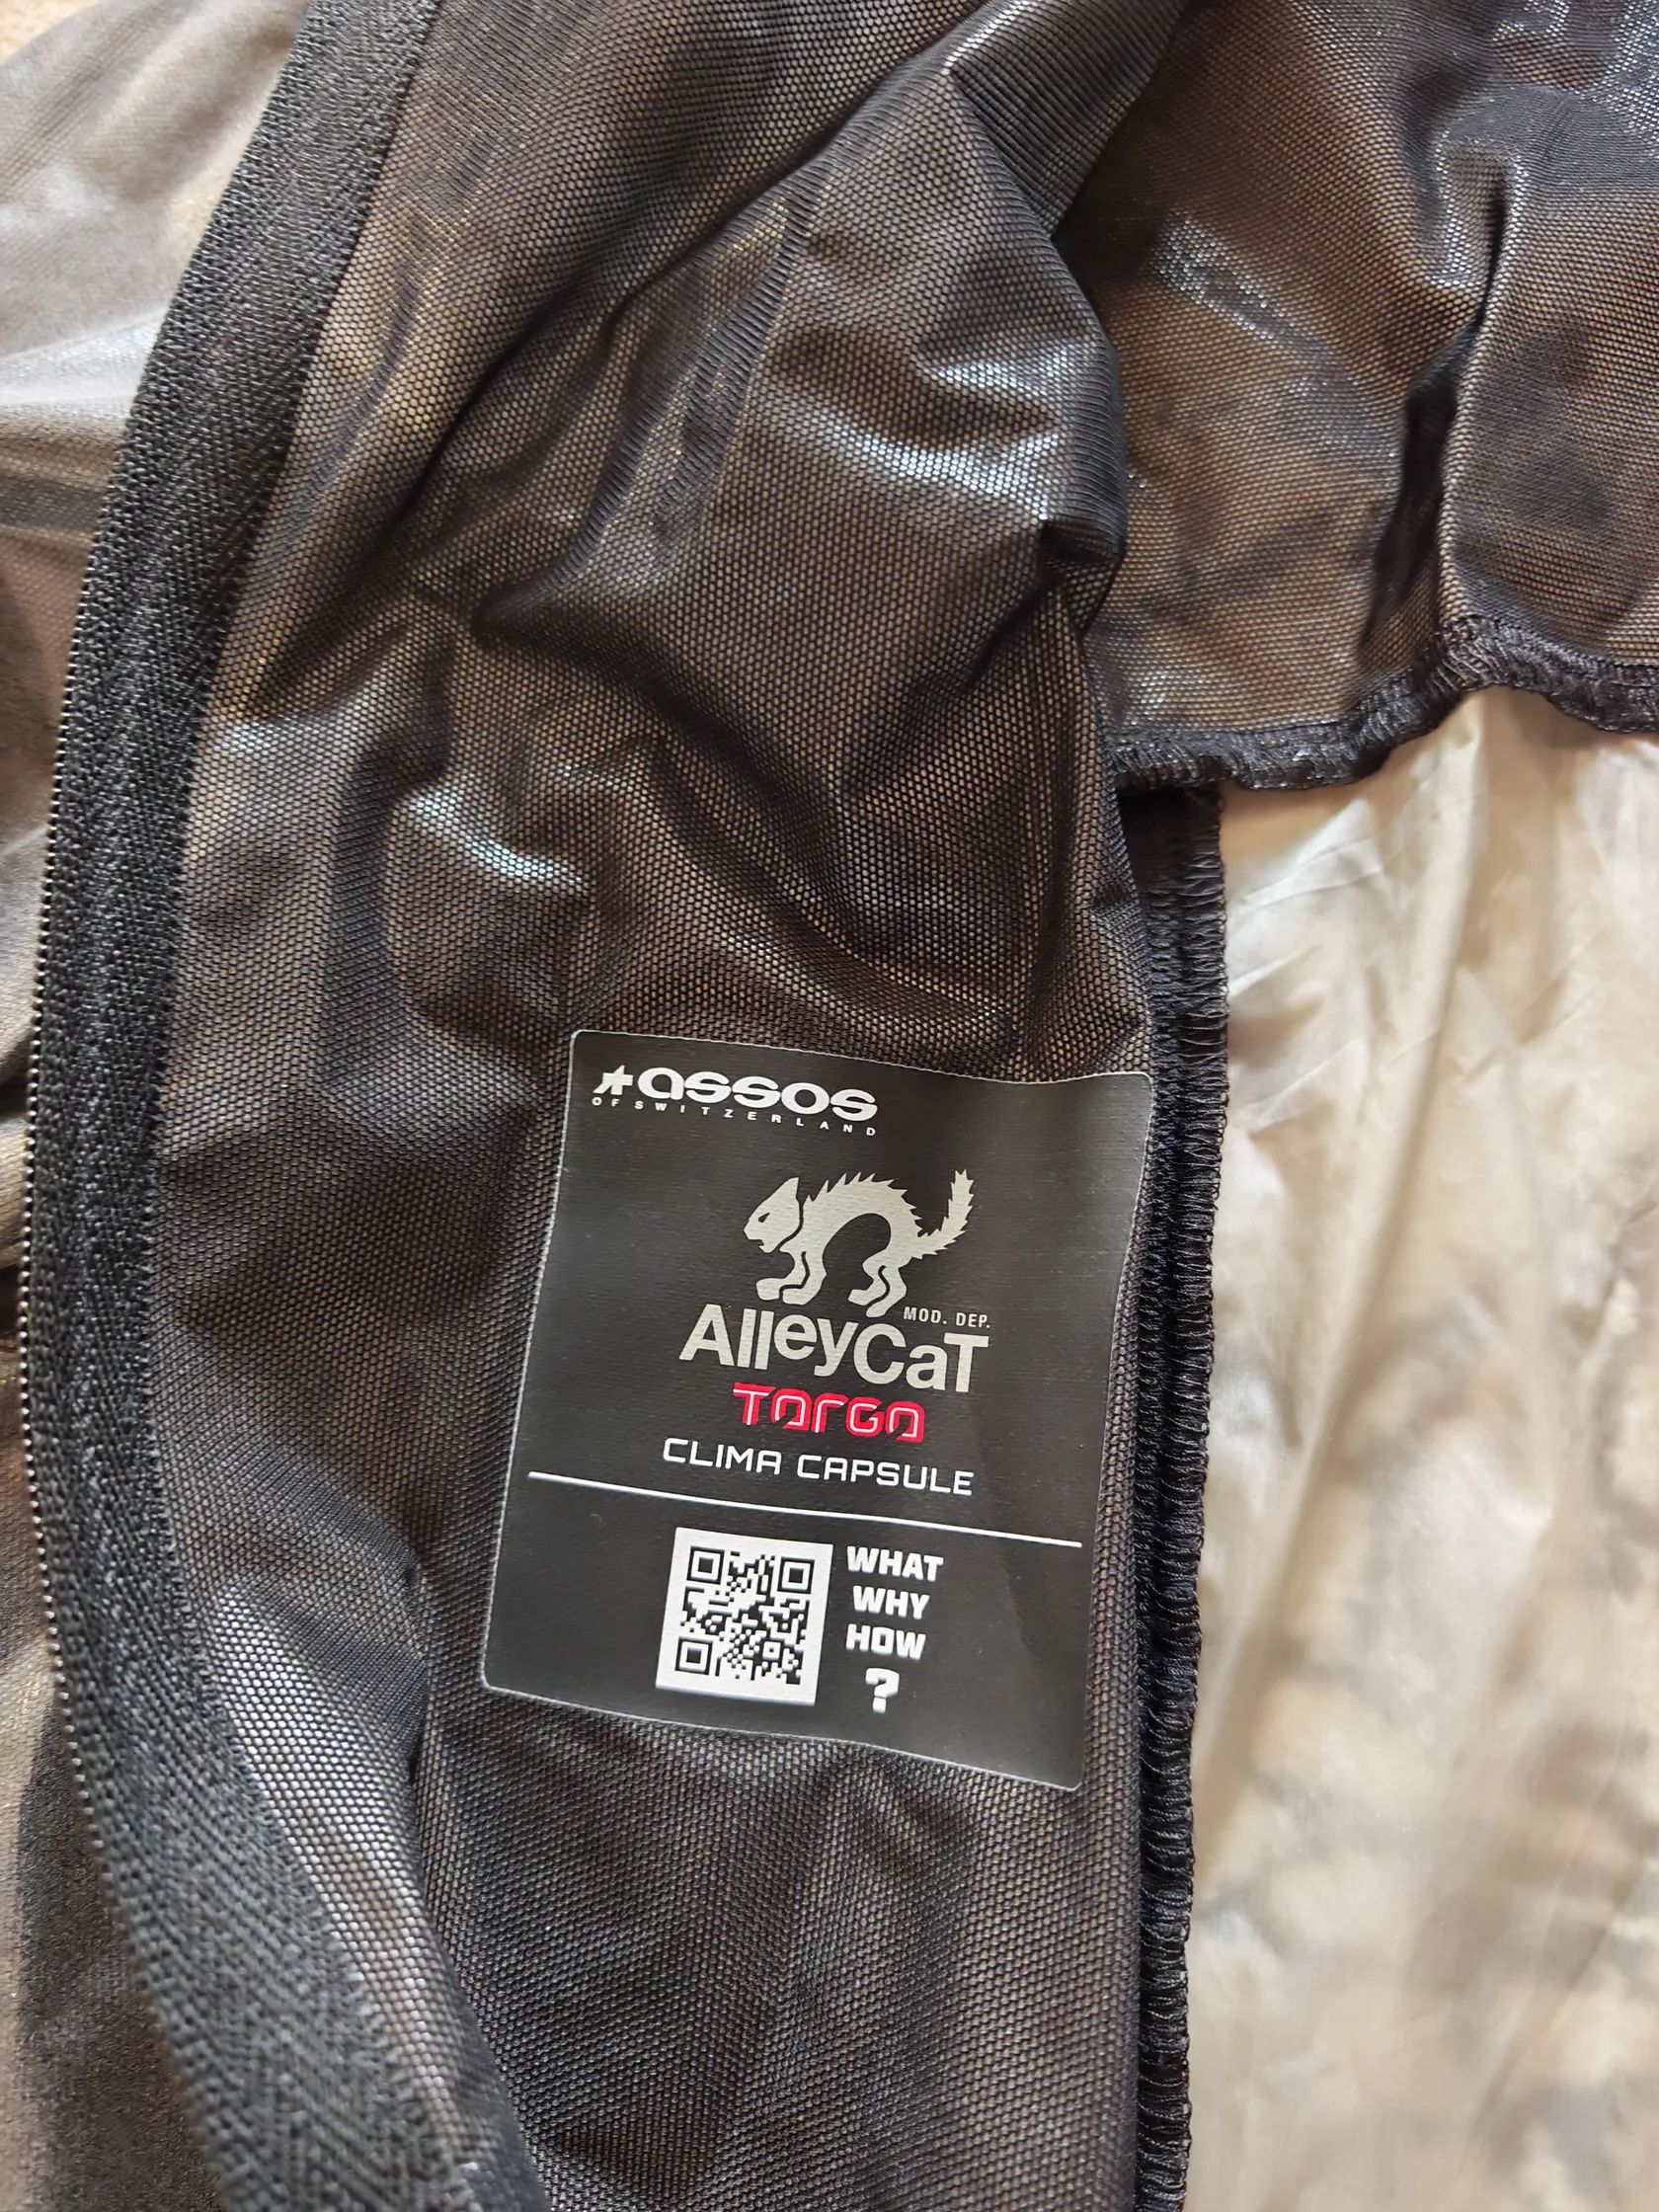 assos
OF SWITZERLAND
MOD. DEP.
AlleyCaT
TarGa
CLIMA CAPSULE
WHAT
WHY
HOW
?